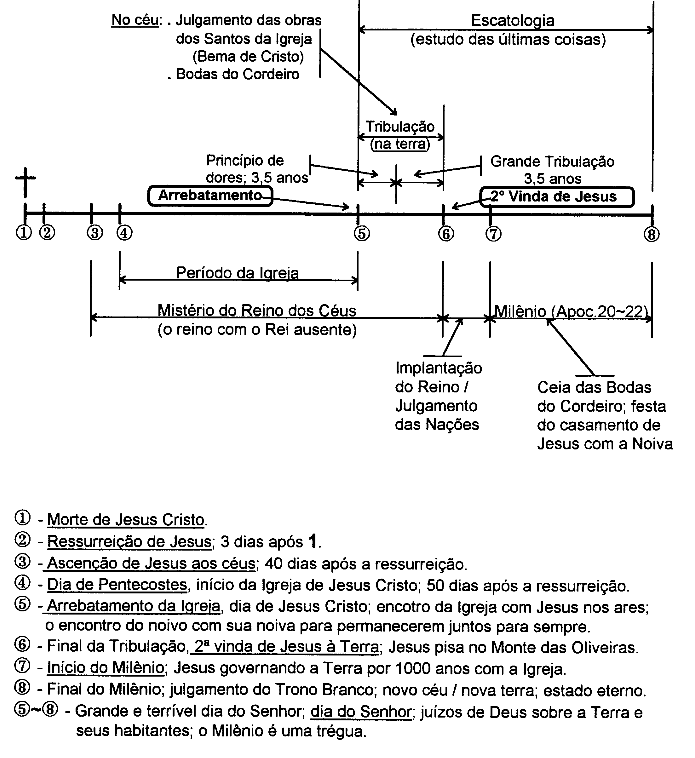 No céu: . Julgamento das obras
dos Santos da Igreja
(Bema de Cristo)
. Bodas do Cordeiro
Escatologia
(estudo das últimas coisas)
Tribulação
(na terra)
Princípio de
dores; 3,5 anos
Grande Tribulação
3,5 anos
Arrebatamento
2º Vinda de Jesus
① ② ③ ④ ⑤ ⑥ ⑦ ⑧
Período da Igreja
Mistério do Reino dos Céus
(o reino com o Rei ausente)
Milênio (Apoc.20~22)
Implantação
do Reino /
Julgamento
das Nações
Ceia das Bodas
do Cordeiro; festa
do casamento de
Jesus com a Noiva
① - Morte de Jesus Cristo.
② - Ressurreição de Jesus; 3 dias após 1.
③ - Ascenção de Jesus aos céus; 40 dias após a ressurreição.
④ - Dia de Pentecostes, início da Igreja de Jesus Cristo; 50 dias após a ressurreição.
⑤ - Arrebatamento da Igreja, dia de Jesus Cristo; encotro da Igreja com Jesus nos ares;
o encontro do noivo com sua noiva para permanecerem juntos para sempre.
⑥ - Final da Tribulação, 2ª vinda de Jesus à Terra; Jesus pisa no Monte das Oliveiras.
⑦ - Início do Milênio; Jesus governando a Terra por 1000 anos com a Igreja.
⑧ - Final do Milênio; julgamento do Trono Branco; novo céu / nova terra; estado eterno.
⑤~⑧ - Grande e terrível dia do Senhor; dia do Senhor; juízos de Deus sobre a Terra e
seus habitantes; o Milênio é uma trégua.